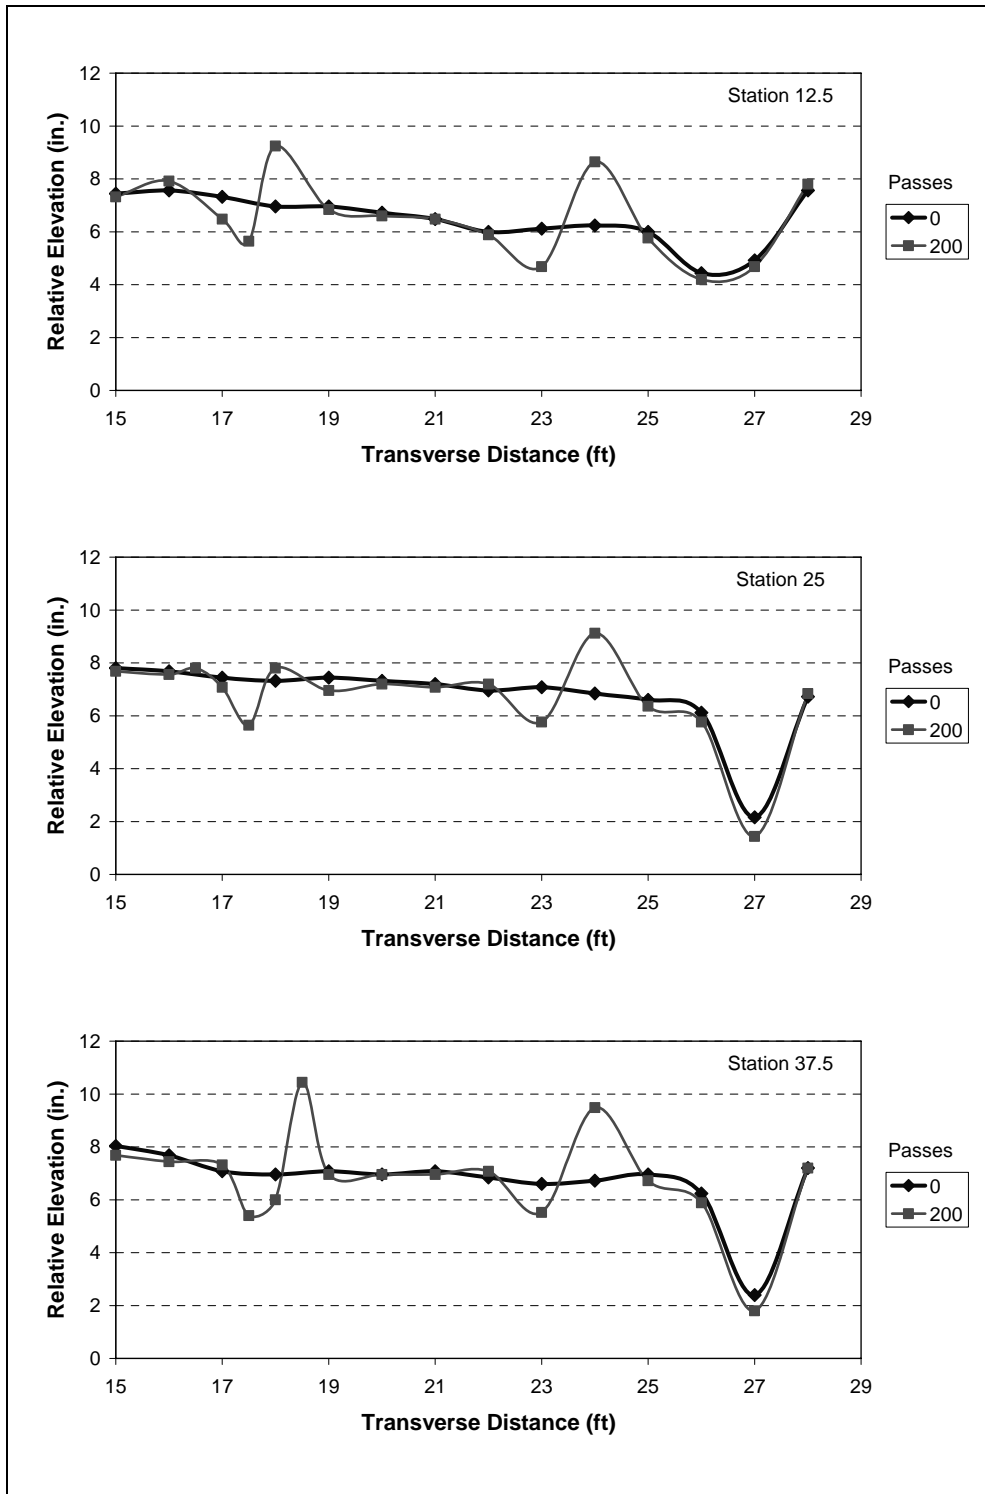 Station 12.5
Relative Elevation (in.)
12
10
8
6
4
2
0
15 17 19 21 23 25 27 29
Transverse Distance (ft)
Passes
0
200
Station 25
Relative Elevation (in.)
12
10
8
6
4
2
0
15 17 19 21 23 25 27 29
Transverse Distance (ft)
Passes
0
200
Station 37.5
Relative Elevation (in.)
12
10
8
6
4
2
0
15 17 19 21 23 25 27 29
Transverse Distance (ft)
Passes
0
200